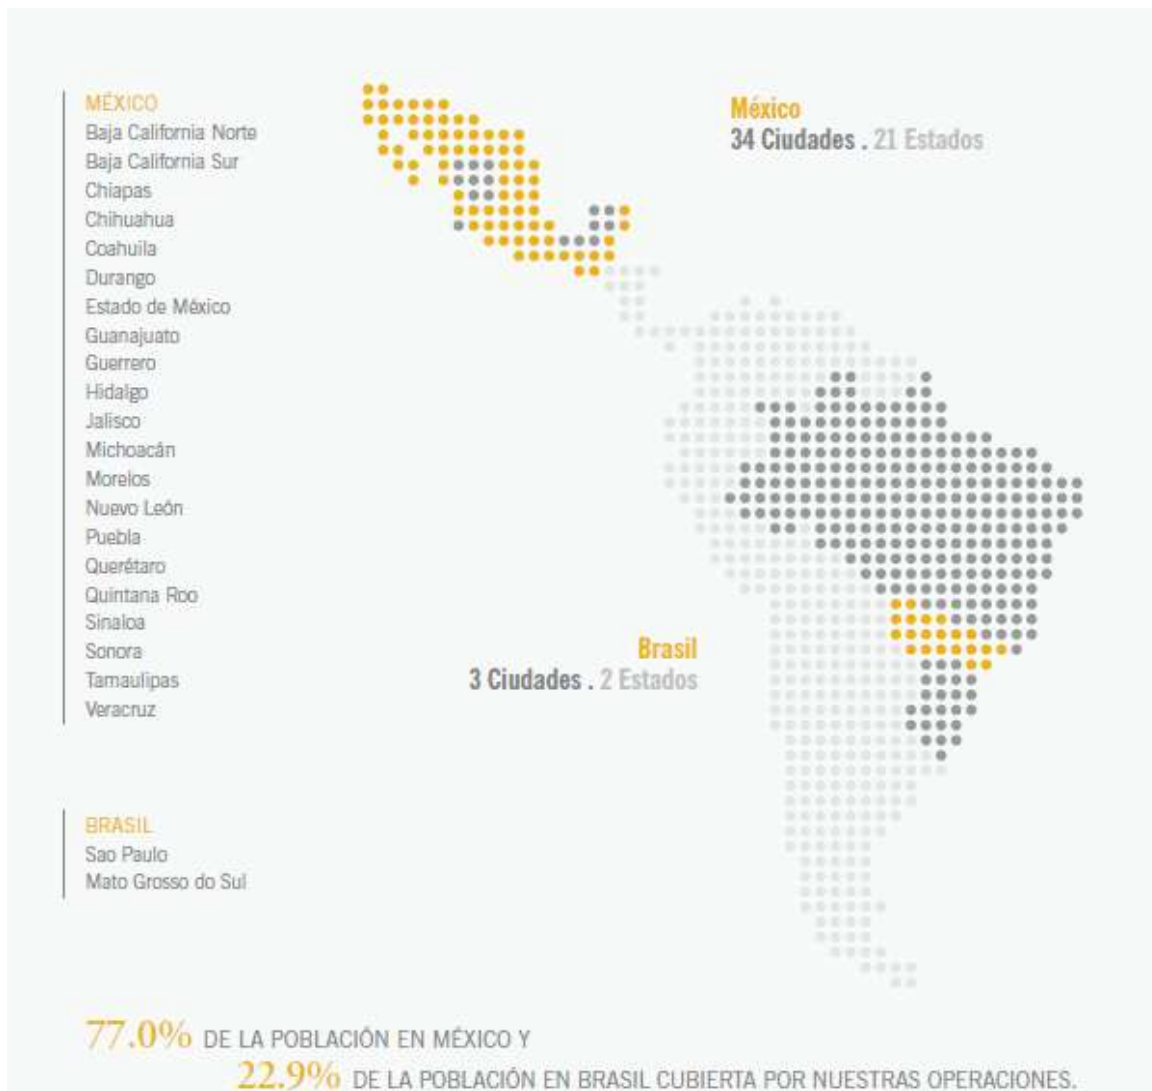 MÉXICO
Baja California Norte
Baja California Sur
Chiapas
Chihuahua
Coahuila
Durango
Estado de México
Guanajuato
Guerrero
Hidalgo
Jalisco
Michoacán
Morelos
Nuevo León
Puebla
Querétaro
Quintana Roo
Sinaloa
Sonora
Tamaulipas
Veracruz
BRASIL
Sao Paulo
Mato Grosso do Sul
México
34 Ciudades . 21 Estados
Brasil
3 Ciudades . 2 Estados
77.0% DE LA POBLACIÓN EN MÉXICO Y
22.9% DE LA POBLACIÓN EN BRASIL CUBIERTA POR NUESTRAS OPERACIONES.